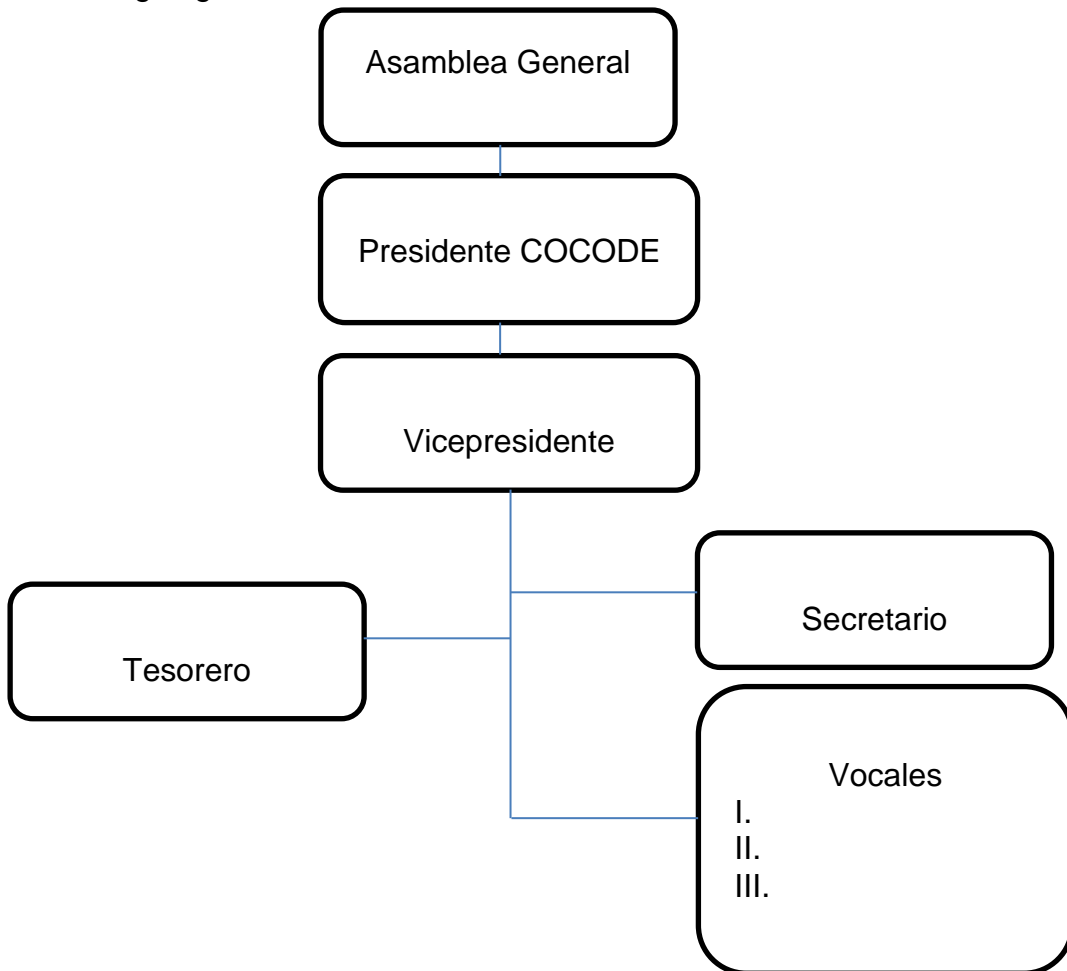 Asamblea General
Presidente COCODE
Vicepresidente
Secretario
Tesorero
Vocales
I.
II.
III.